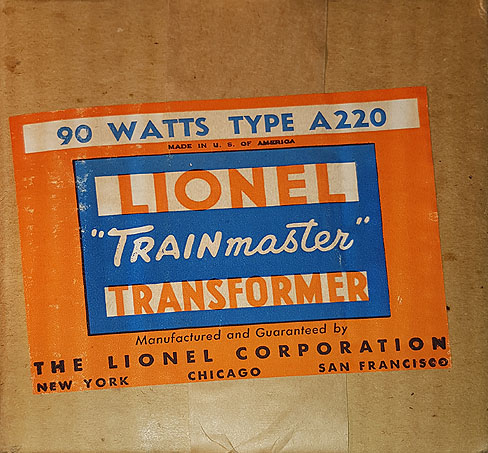 90 WATTS TYPE A220
MADE IN U. S. OF AMERICA
LIONEL
"TRAINmaster"
TRANSFORMER
Manufactured and Guaranteed by
THE LIONEL CORPORATION
NEW YORK CHICAGO SAN FRANCISCO